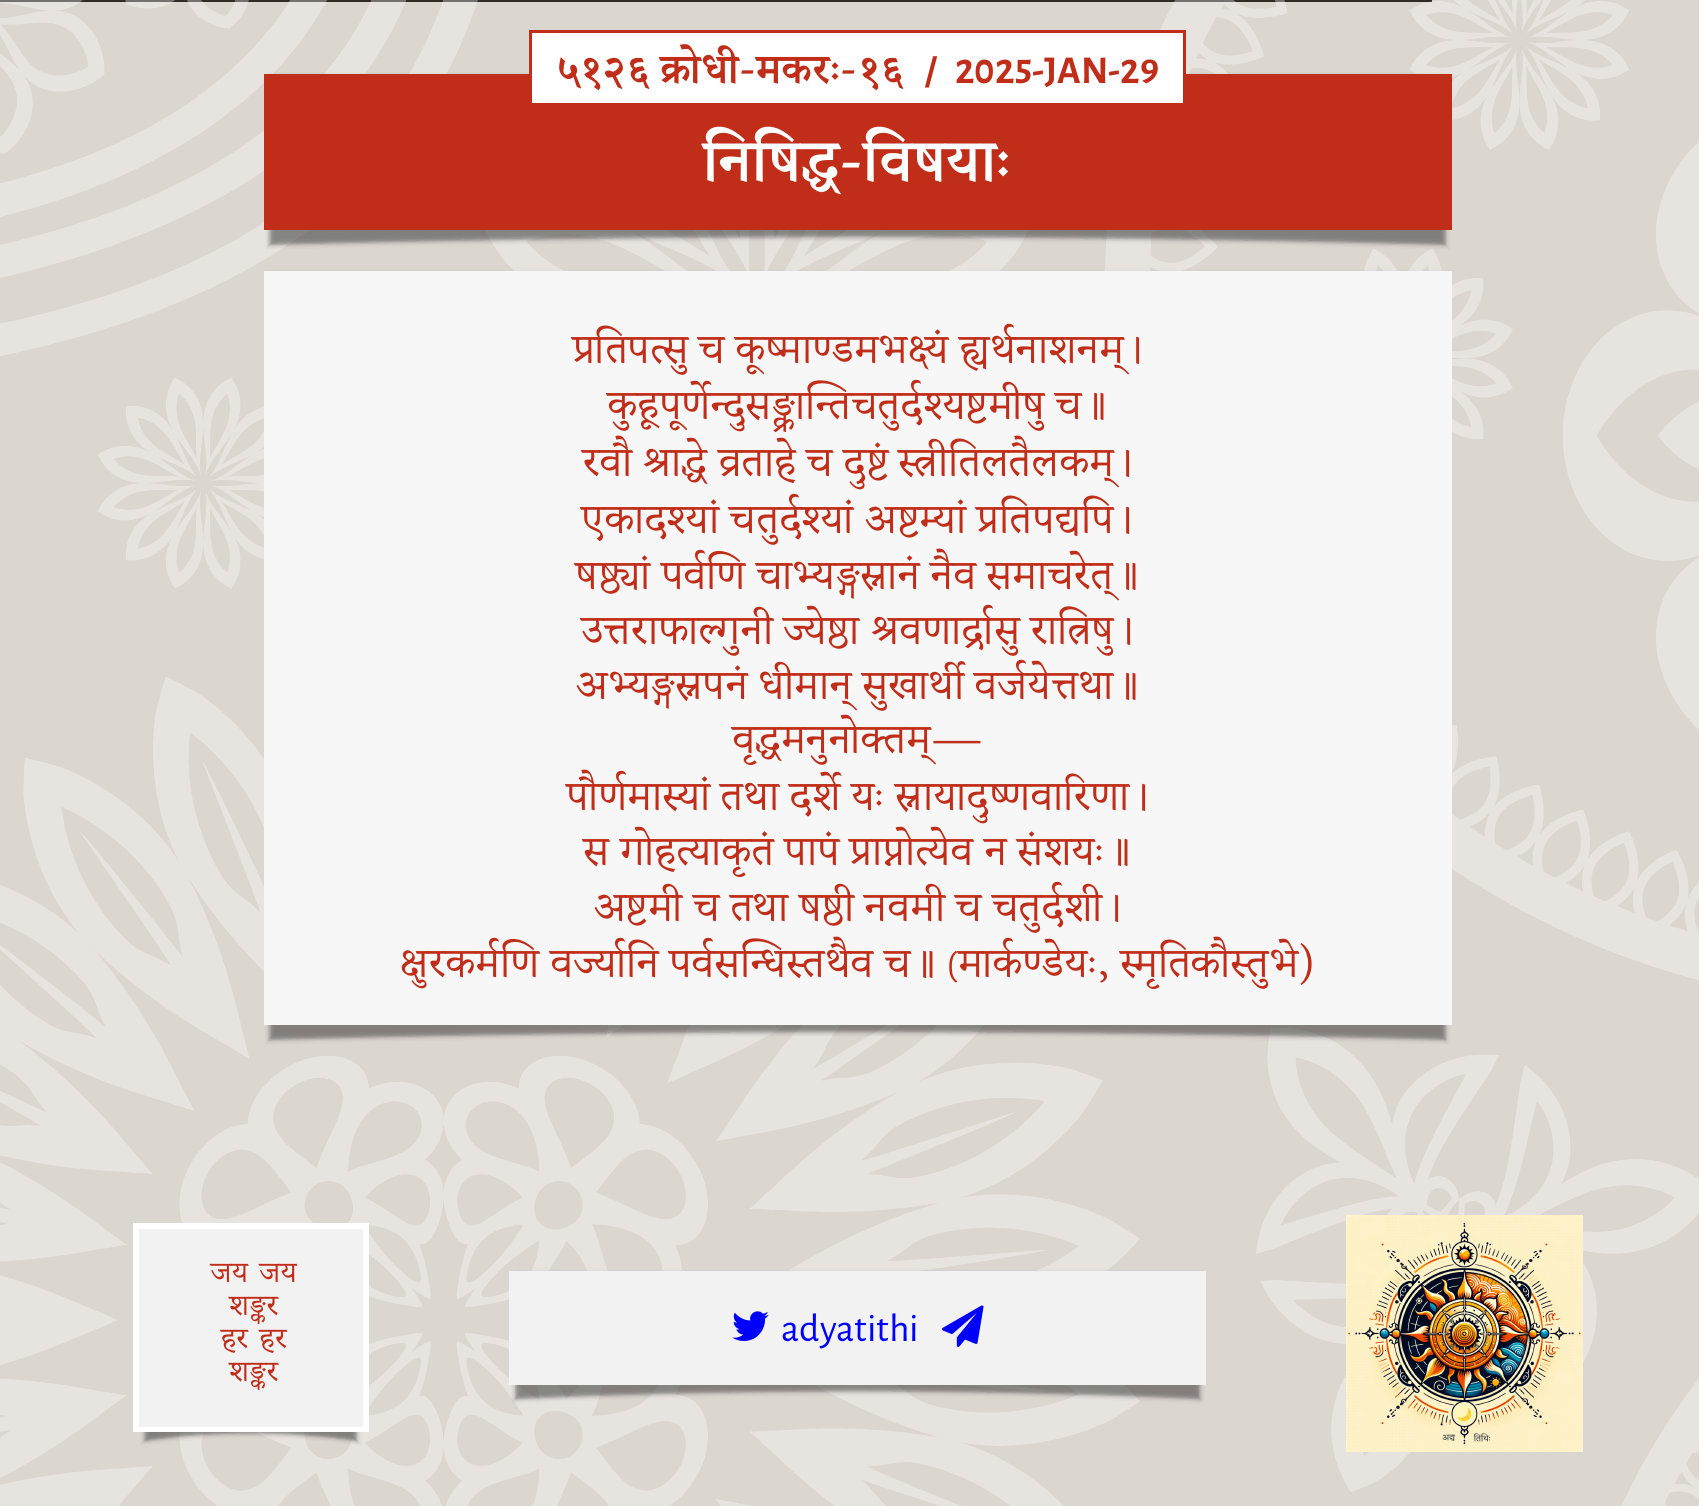 ५१२६ क्रोधी-मकरः-१६ / 2025-JAN-29
निषिद्ध-विषयाः
प्रतिपत्सु च कूष्माण्डमभक्ष्यं ह्यर्थनाशनम्।
कुहूपूर्णेन्दुसङ्क्रान्तिचतुर्दश्यष्टमीषु च॥
रवौ श्राद्धे व्रताहे च दुष्टं स्त्रीतिलतैलकम्।
एकादश्यां चतुर्दश्यां अष्टम्यां प्रतिपद्यपि।
षष्ठ्यां पर्वणि चाभ्यङ्गस्नानं नैव समाचरेत्॥
उत्तराफाल्गुनी ज्येष्ठा श्रवणार्द्रासु रात्रिषु।
अभ्यङ्गस्नपनं धीमान् सुखार्थी वर्जयेत्तथा॥
वृद्धमनुनोक्तम्—
पौर्णमास्यां तथा दर्शे यः स्नायादुष्णवारिणा।
स गोहत्याकृतं पापं प्राप्नोत्येव न संशयः॥
अष्टमी च तथा षष्ठी नवमी च चतुर्दशी।
क्षुरकर्मणि वर्ज्यानि पर्वसन्धिस्तथैव च॥ (मार्कण्डेयः, स्मृतिकौस्तुभे)
जय जय
शङ्कर
हर हर
शङ्कर
adyatithi
अद्य तिथिः